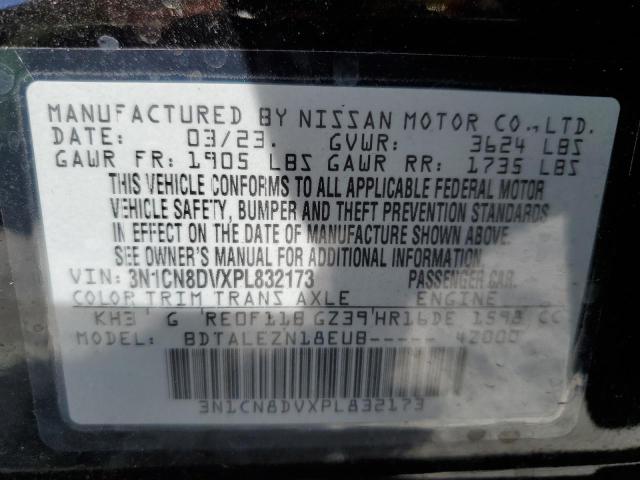 MANUFACTURED BY NISSAN MOTOR CO., LTD.
DATE: 03/23. GVWR: 3624 LBS
GAWR FR: 1905 LBS GAWR RR: 1735 LBS
THIS VEHICLE CONFORMS TO ALL APPLICABLE FEDERAL MOTOR
VEHICLE SAFETY, BUMPER AND THEFT PREVENTION STANDARDS
IN EFFECT ON THE DATE OF MANUFACTURE SHOWN ABOVE.
SEE OWNER'S MANUAL FOR ADDITIONAL INFORMATION
VIN: 3N1CN8DVXPL832173 PASSENGER CAR.
COLOR TRIM TRANS AXLE ENGINE
KH3 G RE0F11B GZ39 HR16DE 1598 CC
MODEL: BDTALEZN18EUB----- 42000
3N1CN8DVXPL832173